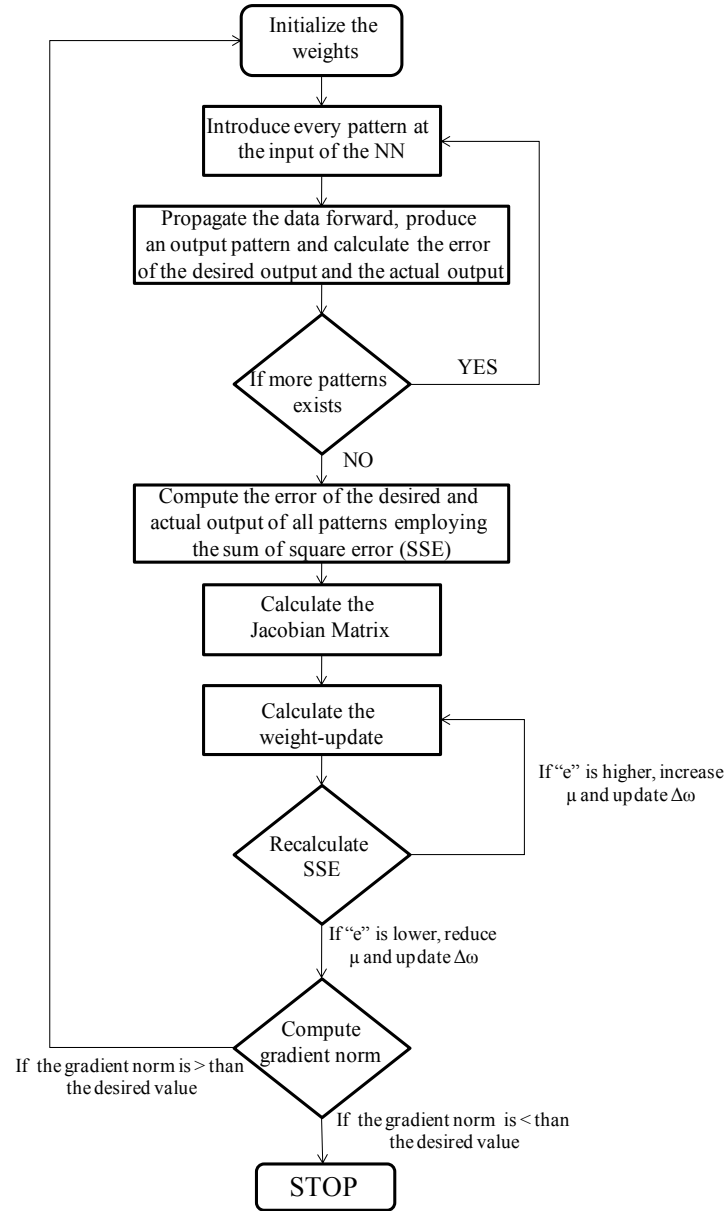 Initialize the
weights
Introduce every pattern at
the input of the NN
Propagate the data forward, produce
an output pattern and calculate the error
of the desired output and the actual output
If more patterns
exists
YES
NO
Compute the error of the desired and
actual output of all patterns employing
the sum of square error (SSE)
Calculate the
Jacobian Matrix
Calculate the
weight-update
If “e” is higher, increase
μ and update Δω
Recalculate
SSE
If “e” is lower, reduce
μ and update Δω
Compute
gradient norm
If the gradient norm is > than
the desired value
If the gradient norm is < than
the desired value
STOP